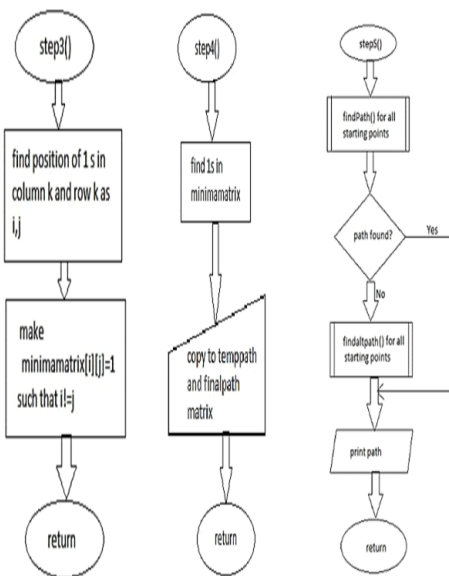 step3()
find position of 1 s in
column k and row k as
i,j
make
minimamatrix[i][j]=1
such that i!=j
return
step4()
find 1s in
minimamatrix
copy to temppath
and finalpath
matrix
return
step5()
findPath() for all
starting points
path found?
Yes
No
findaltpath() for all
starting points
print path
return